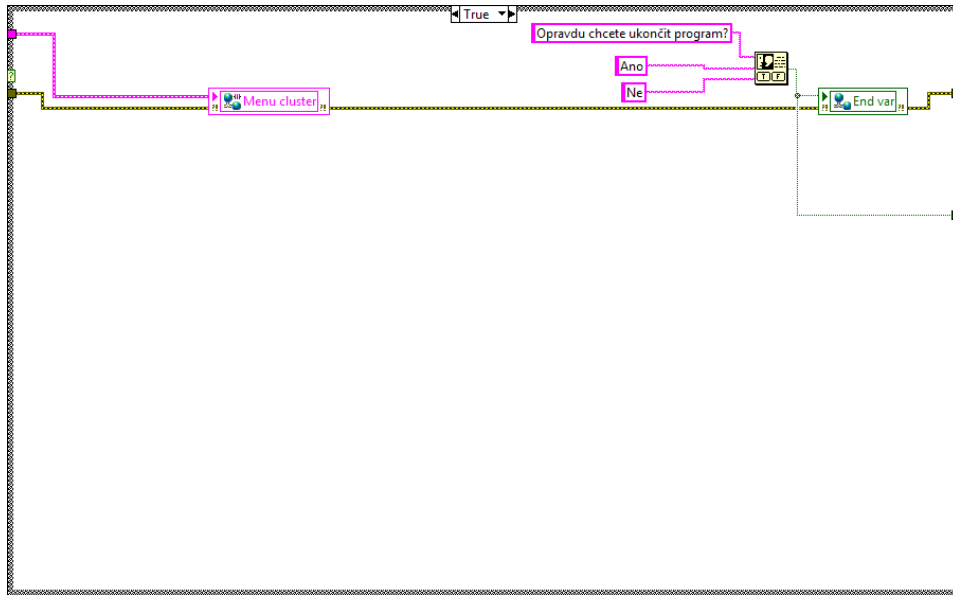 True
Opravdu chcete ukončit program?
Ano
T F
Ne
?
Menu cluster
?!
?!
End var
?!
?!